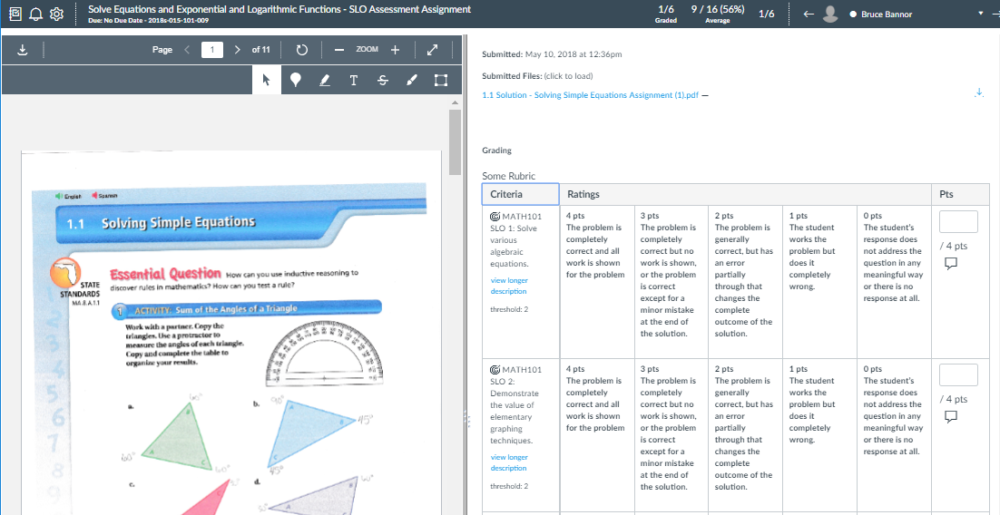 Solve Equations and Exponential and Logarithmic Functions - SLO Assessment Assignment
Due: No Due Date - 2018s-015-101-009
1/6
Graded
9 / 16 (56%)
Average
1/6
Bruce Bannor
Page
1
of 11
ZOOM
T
S
English
Spanish
1.1 Solving Simple Equations
STATE
STANDARDS
MA.8.A.1.1
Essential Question How can you use inductive reasoning to
discover rules in mathematics? How can you test a rule?
1 ACTIVITY: Sum of the Angles of a Triangle
Work with a partner. Copy the
triangles. Use a protractor to
measure the angles of each triangle.
Copy and complete the table to
organize your results.
a.
60°
A
B
C
60°
60°
b.
90°
A
B
45°
C
45°
c.
C
d.
A
Submitted: May 10, 2018 at 12:36pm
Submitted Files: (click to load)
1.1 Solution - Solving Simple Equations Assignment (1).pdf
Grading
Some Rubric
Criteria
Ratings
Pts
MATH101
SLO 1: Solve
various
algebraic
equations.
view longer
description
threshold: 2
4 pts
The problem is
completely
correct and all
work is shown
for the problem
3 pts
The problem is
completely
correct but no
work is shown,
or the problem
is correct
except for a
minor mistake
at the end of
the solution.
2 pts
The problem is
generally
correct, but has
an error
partially
through that
changes the
complete
outcome of the
solution.
1 pts
The student
works the
problem but
does it
completely
wrong.
0 pts
The student's
response does
not address the
question in any
meaningful way
or there is no
response at all.
/ 4 pts
MATH101
SLO 2:
Demonstrate
the value of
elementary
graphing
techniques.
view longer
description
threshold: 2
4 pts
The problem is
completely
correct and all
work is shown
for the problem
3 pts
The problem is
completely
correct but no
work is shown,
or the problem
is correct
except for a
minor mistake
at the end of
the solution.
2 pts
The problem is
generally
correct, but has
an error
partially
through that
changes the
complete
outcome of the
solution.
1 pts
The student
works the
problem but
does it
completely
wrong.
0 pts
The student's
response does
not address the
question in any
meaningful way
or there is no
response at all.
/ 4 pts